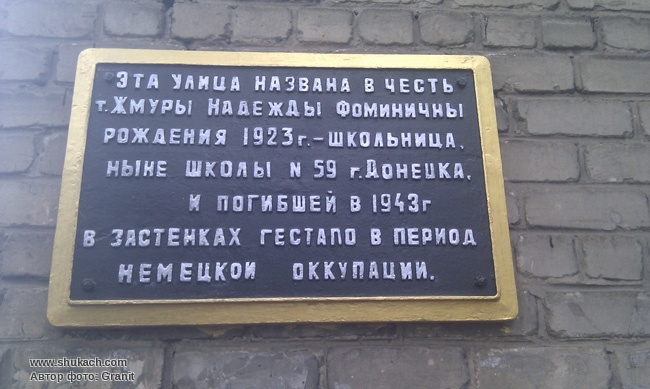 ЭТА УЛИЦА НАЗВАНА В ЧЕСТЬ
т. ЖМУРЫ НАДЕЖДЫ ФОМИНИЧНЫ
РОЖДЕНИЯ 1923 г.-ШКОЛЬНИЦА,
НЫНЕ ШКОЛЫ N 59 г. ДОНЕЦКА,
И ПОГИБШЕЙ В 1943 г
В ЗАСТЕНКАХ ГЕСТАПО В ПЕРИОД
НЕМЕЦКОЙ ОККУПАЦИИ.
www.shukach.com
Автор фото: Granit